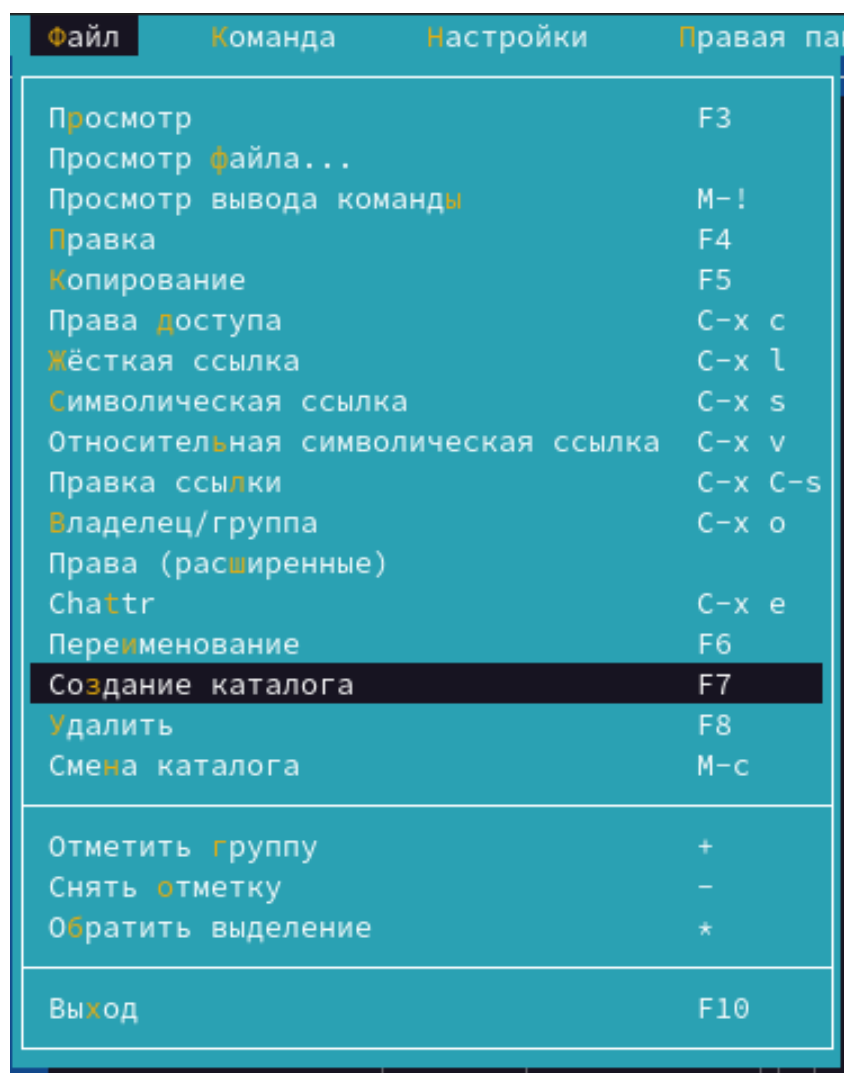 Файл Команда Настройки Правая
Просмотр F3
Просмотр файла...
Просмотр вывода команды M-!
Правка F4
Копирование F5
Права доступа C-x c
Жёсткая ссылка C-x l
Символическая ссылка C-x s
Относительная символическая ссылка C-x v
Правка ссылки C-x C-s
Владелец/группа C-x o
Права (расширенные)
Chattr C-x e
Переименование F6
Создание каталога F7
Удалить F8
Смена каталога M-c
Отметить группу +
Снять отметку -
Обратить выделение *
Выход F10